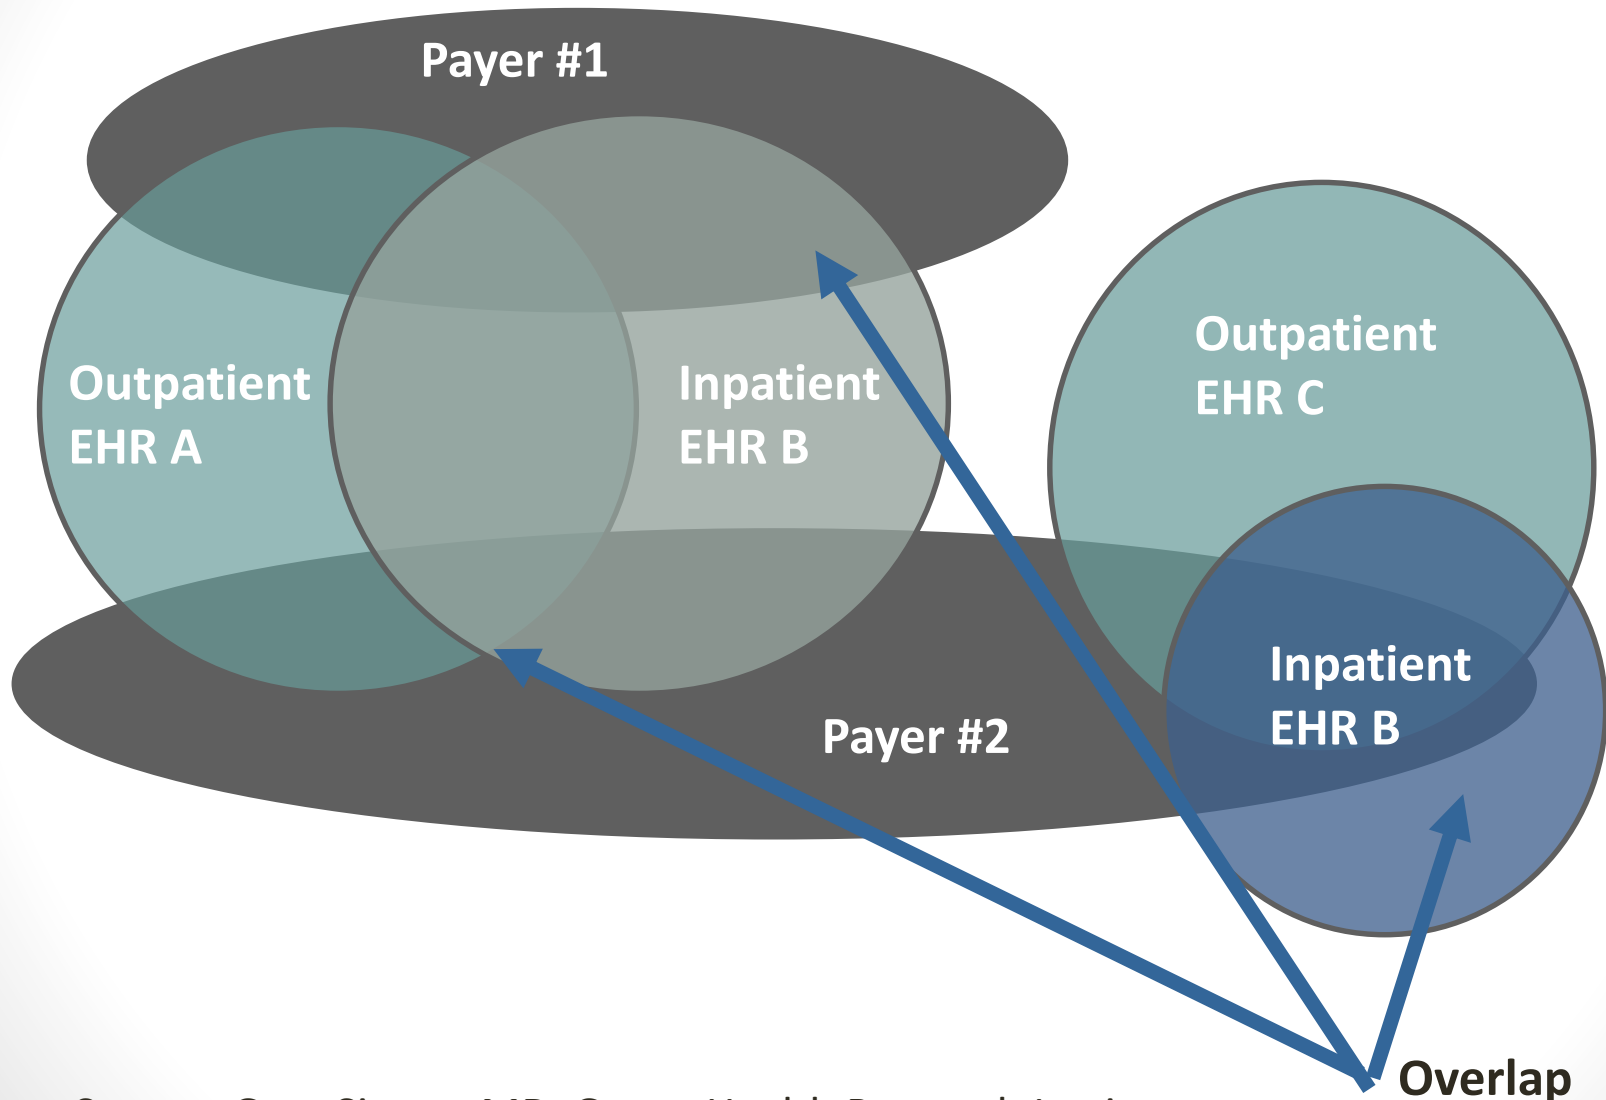 Payer #1
Outpatient
EHR A
Inpatient
EHR B
Outpatient
EHR C
Inpatient
EHR B
Payer #2
Overlap